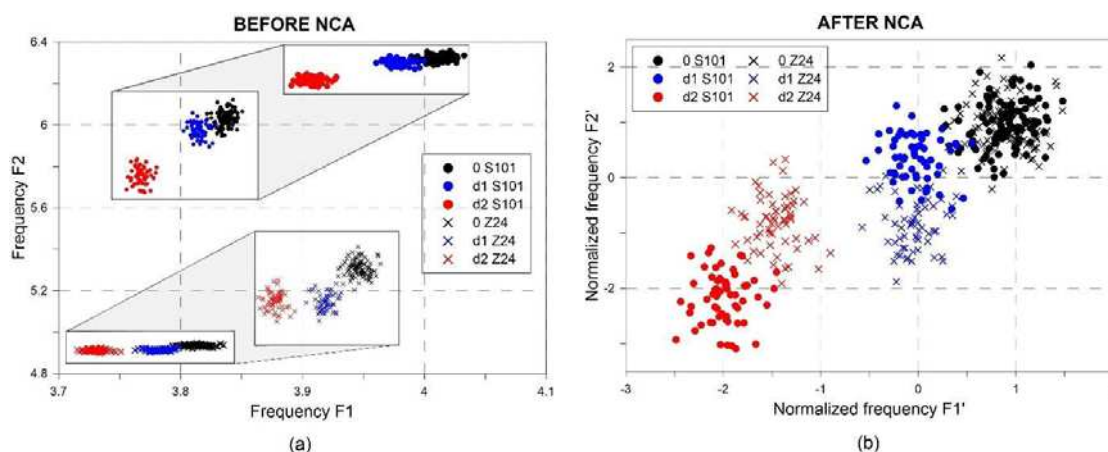 BEFORE NCA
6.4
6
5.6
5.2
4.8
Frequency F2
3.7
3.8
3.9
4
4.1
Frequency F1
0 S101
d1 S101
d2 S101
0 Z24
d1 Z24
d2 Z24
(a)
AFTER NCA
0 S101 0 Z24
d1 S101 d1 Z24
d2 S101 d2 Z24
2
0
-2
Normalized frequency F2'
-3
-2
-1
0
1
Normalized frequency F1'
(b)